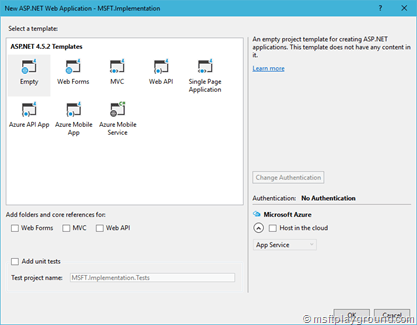 New ASP.NET Web Application - MSFT.Implementation
Select a template:
ASP.NET 4.5.2 Templates
Empty
Web Forms
MVC
Web API
Single Page
Application
Azure API App
Azure Mobile
App
Azure Mobile
Service
An empty project template for creating ASP.NET
applications. This template does not have any content in
it.
Learn more
Change Authentication
Authentication: No Authentication
Microsoft Azure
Host in the cloud
App Service
Add folders and core references for:
Web Forms MVC Web API
Add unit tests
Test project name: MSFT.Implementation.Tests
OK Cancel
© msftplayground.com